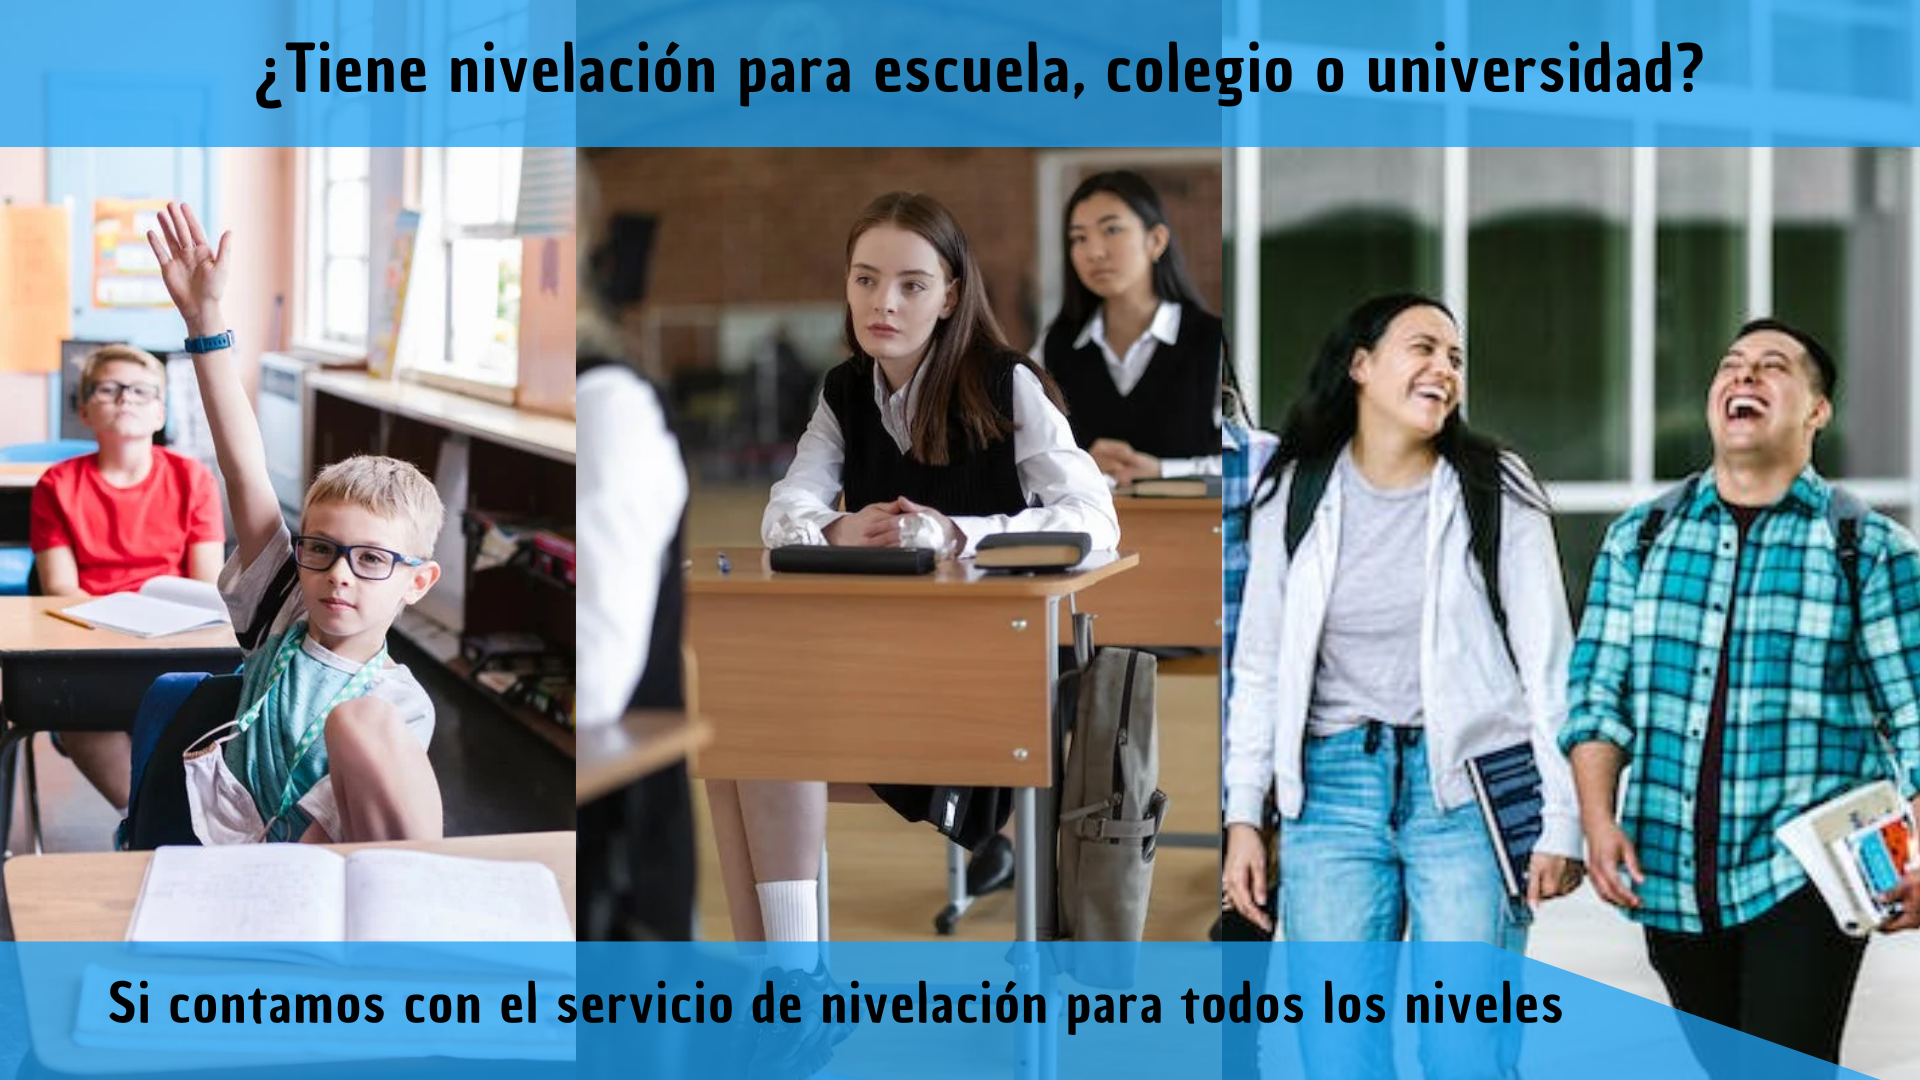 ¿Tiene nivelación para escuela, colegio o universidad?
Si contamos con el servicio de nivelación para todos los niveles